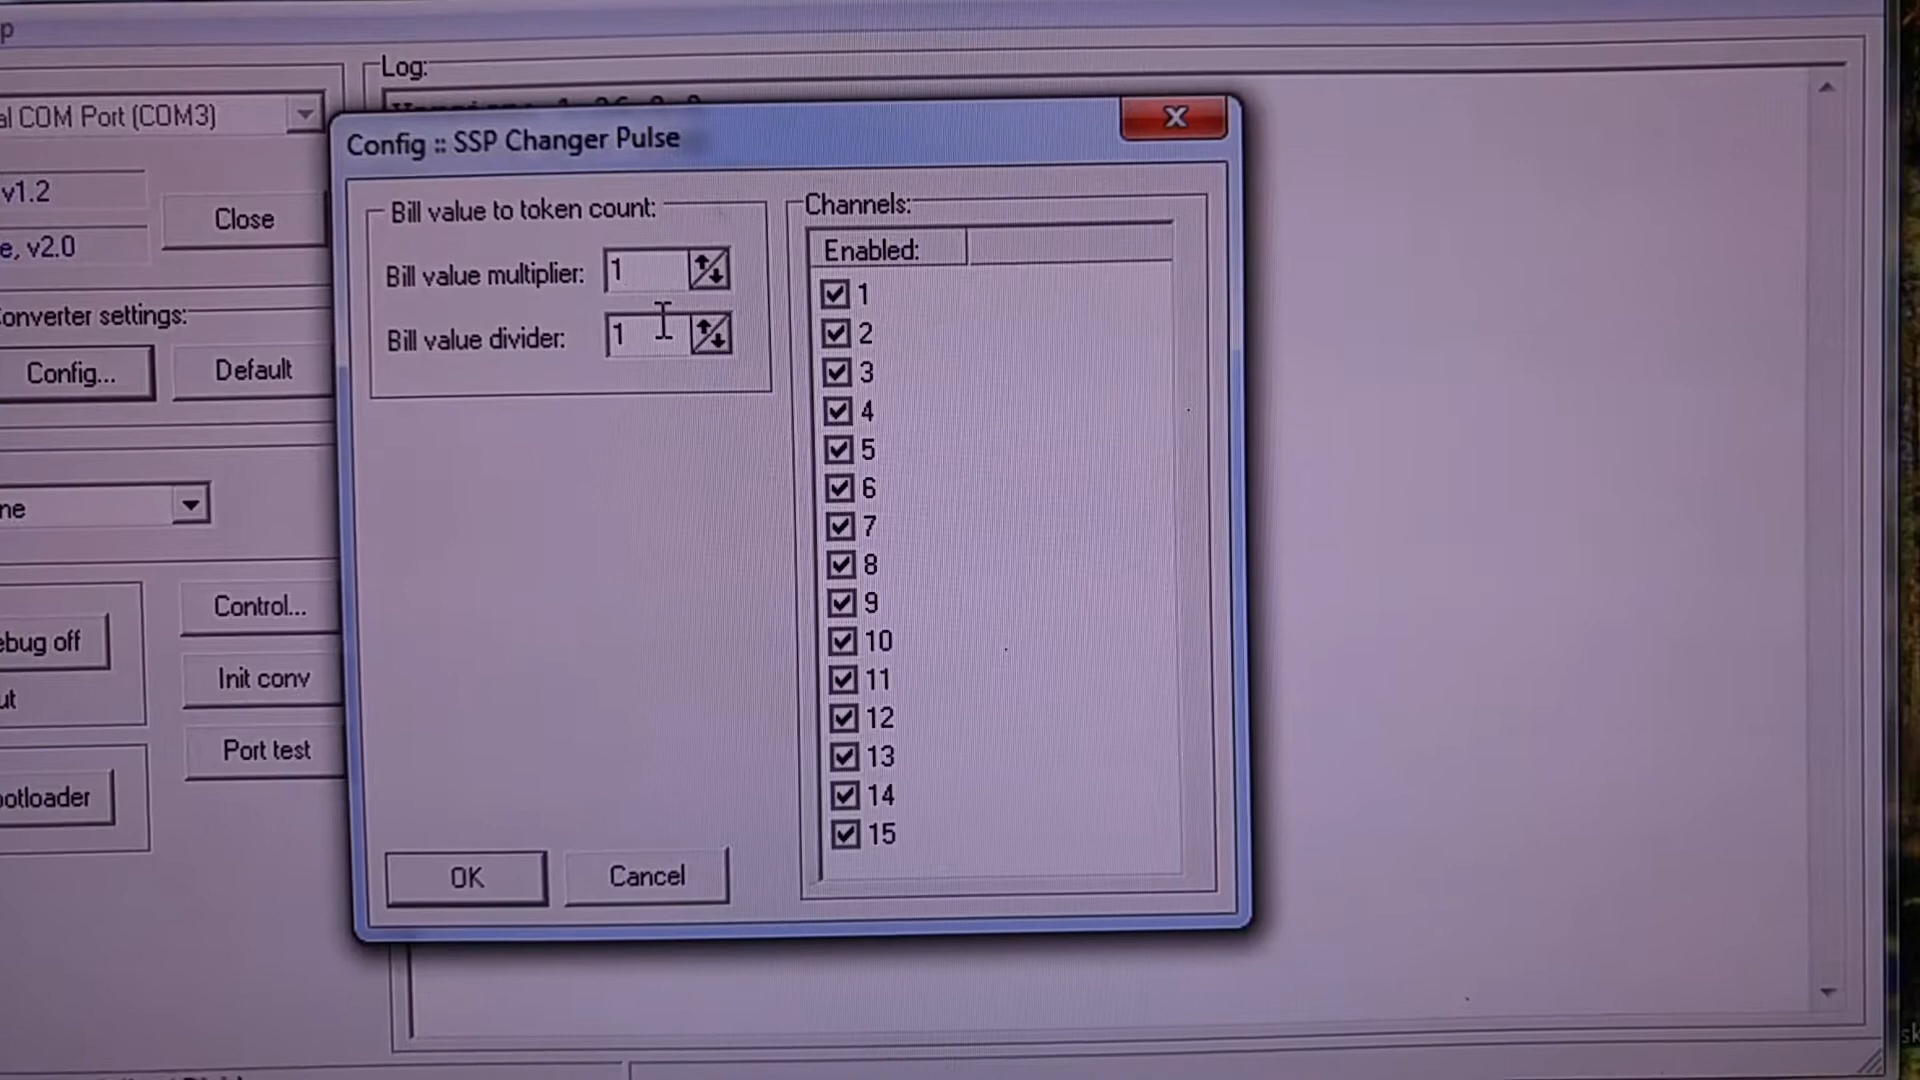 p
Log:
al COM Port (COM3)
Config :: SSP Changer Pulse
X
v1.2
Close
e, v2.0
Converter settings:
Config...
Default
ne
Control...
ebug off
Init conv
ut
Port test
ootloader
Bill value to token count:
Bill value multiplier: 1
Bill value divider: 1
OK
Cancel
Channels:
Enabled:
1
2
3
4
5
6
7
8
9
10
11
12
13
14
15
sk